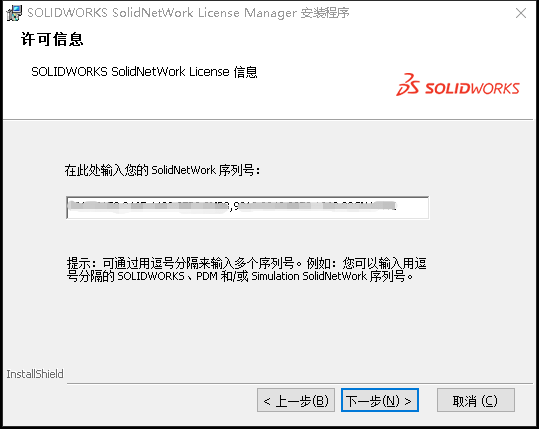 SOLIDWORKS SolidNetWork License Manager 安装程序
许可信息
SOLIDWORKS SolidNetWork License 信息
SOLIDWORKS
在此处输入您的 SolidNetWork 序列号：
提示：可通过用逗号分隔来输入多个序列号。例如：您可以输入用逗
号分隔的 SOLIDWORKS、PDM 和/或 Simulation SolidNetWork 序列号。
InstallShield
< 上一步(B) 下一步(N) > 取消 (C)